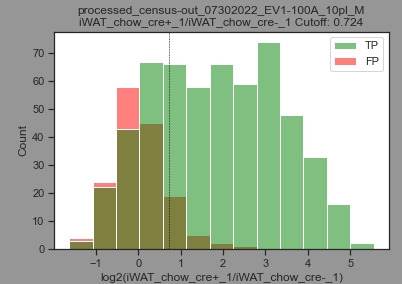 processed_census-out_07302022_EV1-100A_10pl_M
iWAT_chow_cre+_1/iWAT_chow_cre-_1 Cutoff: 0.724
TP
FP
Count
70
60
50
40
30
20
10
0
−1
0
1
2
3
4
5
log2(iWAT_chow_cre+_1/iWAT_chow_cre-_1)